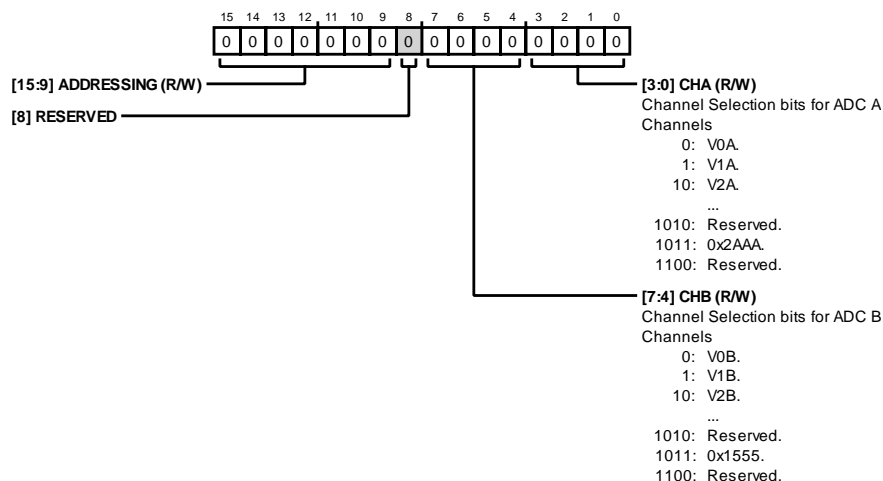 15 14 13 12 11 10 9 8 7 6 5 4 3 2 1 0
0 0 0 0 0 0 0 0 0 0 0 0 0 0 0 0
[15:9] ADDRESSING (R/W)
[8] RESERVED
[3:0] CHA (R/W)
Channel Selection bits for ADC A
Channels
0: V0A.
1: V1A.
10: V2A.
...
1010: Reserved.
1011: 0x2AAA.
1100: Reserved.
[7:4] CHB (R/W)
Channel Selection bits for ADC B
Channels
0: V0B.
1: V1B.
10: V2B.
...
1010: Reserved.
1011: 0x1555.
1100: Reserved.